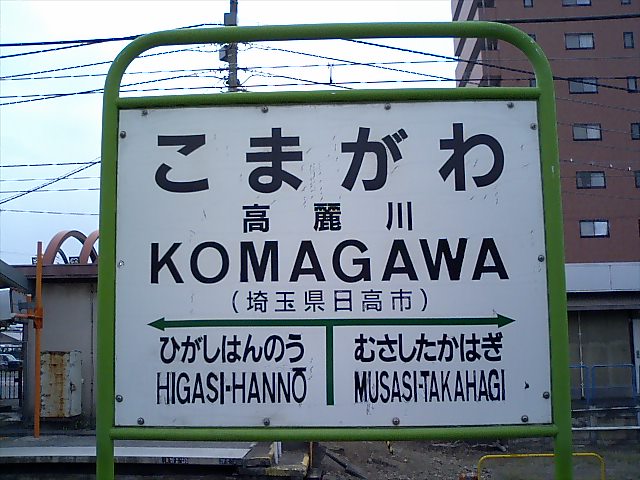 こまがわ
高麗川
KOMAGAWA
(埼玉県日高市)
ひがしはんのう
HIGASI-HANNŌ
むさしたかはぎ
MUSASI-TAKAHAGI